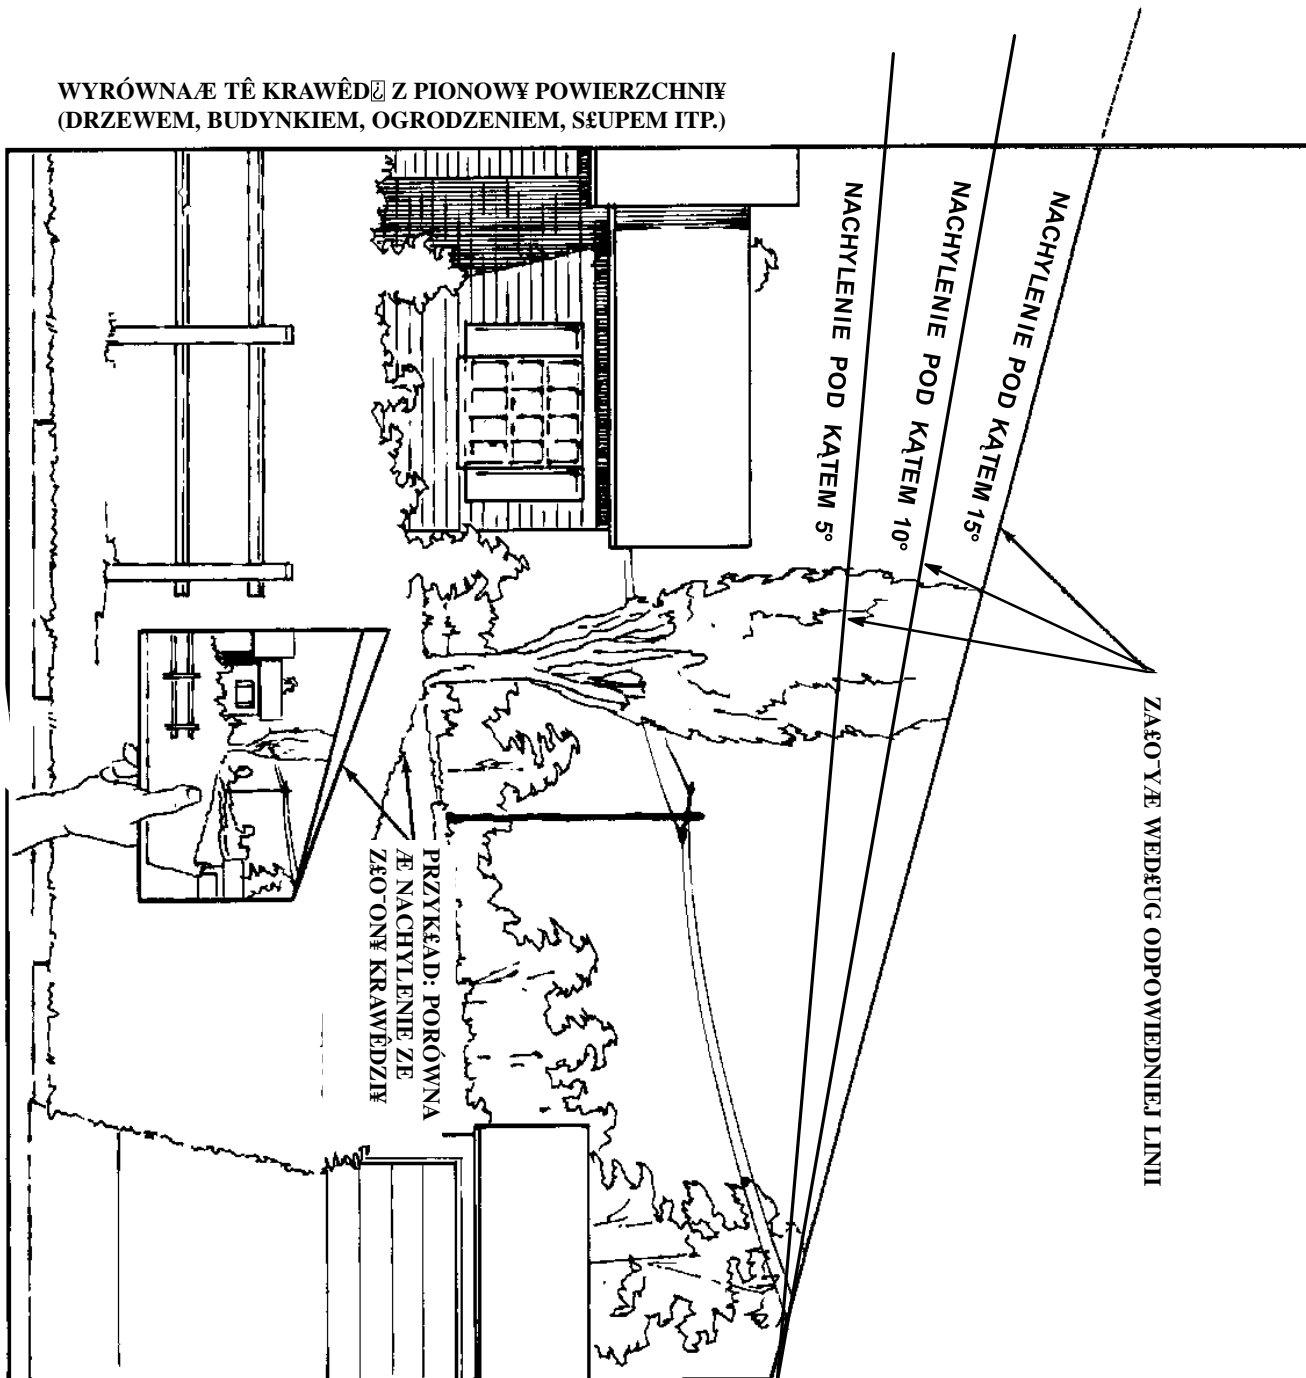 WYRÓWNAÆ TÊ KRAWÊD¿ Z PIONOW¥ POWIERZCHNI¥
(DRZEWEM, BUDYNKIEM, OGRODZENIEM, S£UPEM ITP.)
NACHYLENIE POD KĄTEM 15°
NACHYLENIE POD KĄTEM 10°
NACHYLENIE POD KĄTEM 5°
ZA£O¯YÆ WED£UG ODPOWIEDNIEJ LINII
PRZYK£AD: PORÓWNA
Æ NACHYLENIE ZE
Z£O¯ON¥ KRAWÊDZI¥